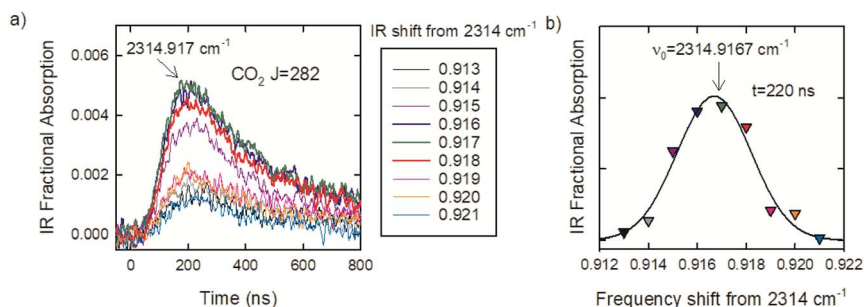 a)
2314.917 cm⁻¹
CO₂ J=282
IR Fractional Absorption
0.006
0.004
0.002
0.000
0
200
400
600
800
Time (ns)
IR shift from 2314 cm⁻¹
0.913
0.914
0.915
0.916
0.917
0.918
0.919
0.920
0.921
b)
ν₀=2314.9167 cm⁻¹
t=220 ns
IR Fractional Absorption
0.912
0.914
0.916
0.918
0.920
0.922
Frequency shift from 2314 cm⁻¹